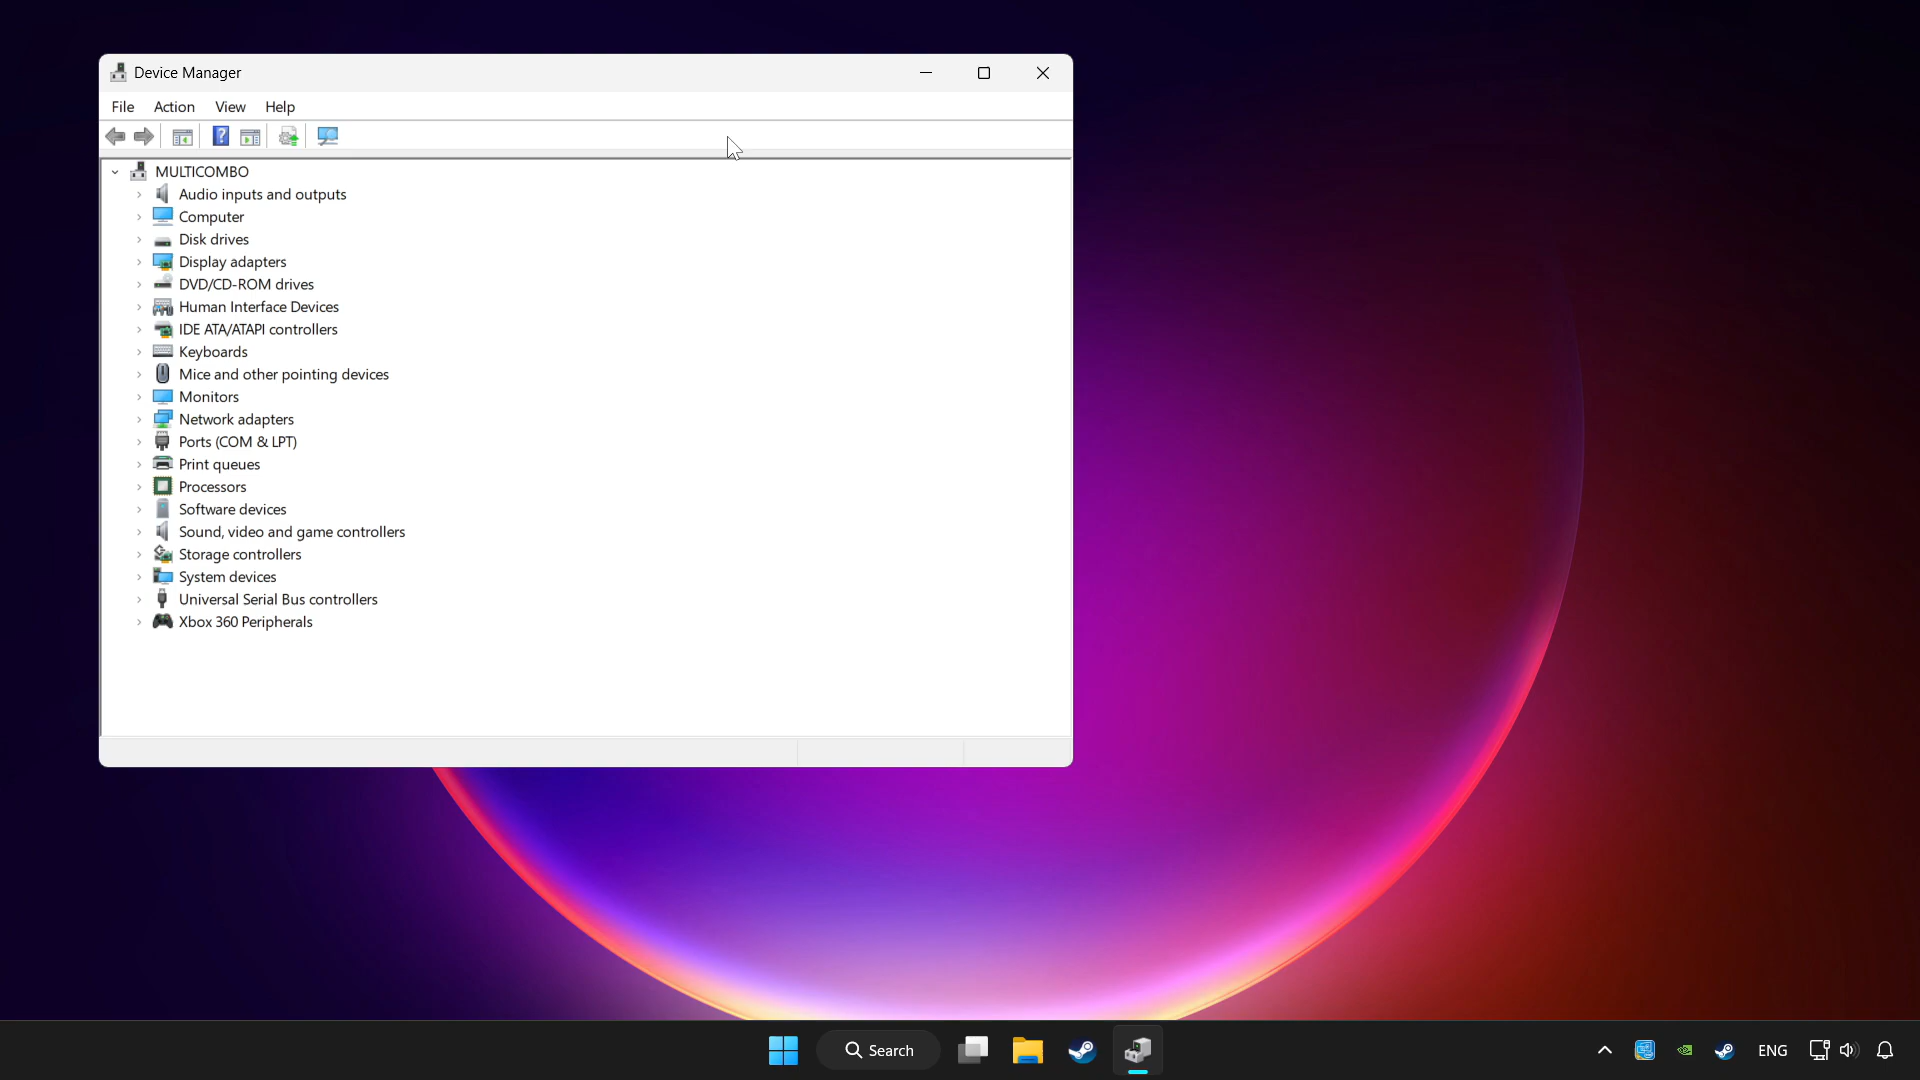 Device Manager
File Action View Help
MULTICOMBO
Audio inputs and outputs
Computer
Disk drives
Display adapters
DVD/CD-ROM drives
Human Interface Devices
IDE ATA/ATAPI controllers
Keyboards
Mice and other pointing devices
Monitors
Network adapters
Ports (COM & LPT)
Print queues
Processors
Software devices
Sound, video and game controllers
Storage controllers
System devices
Universal Serial Bus controllers
Xbox 360 Peripherals
Search
ENG